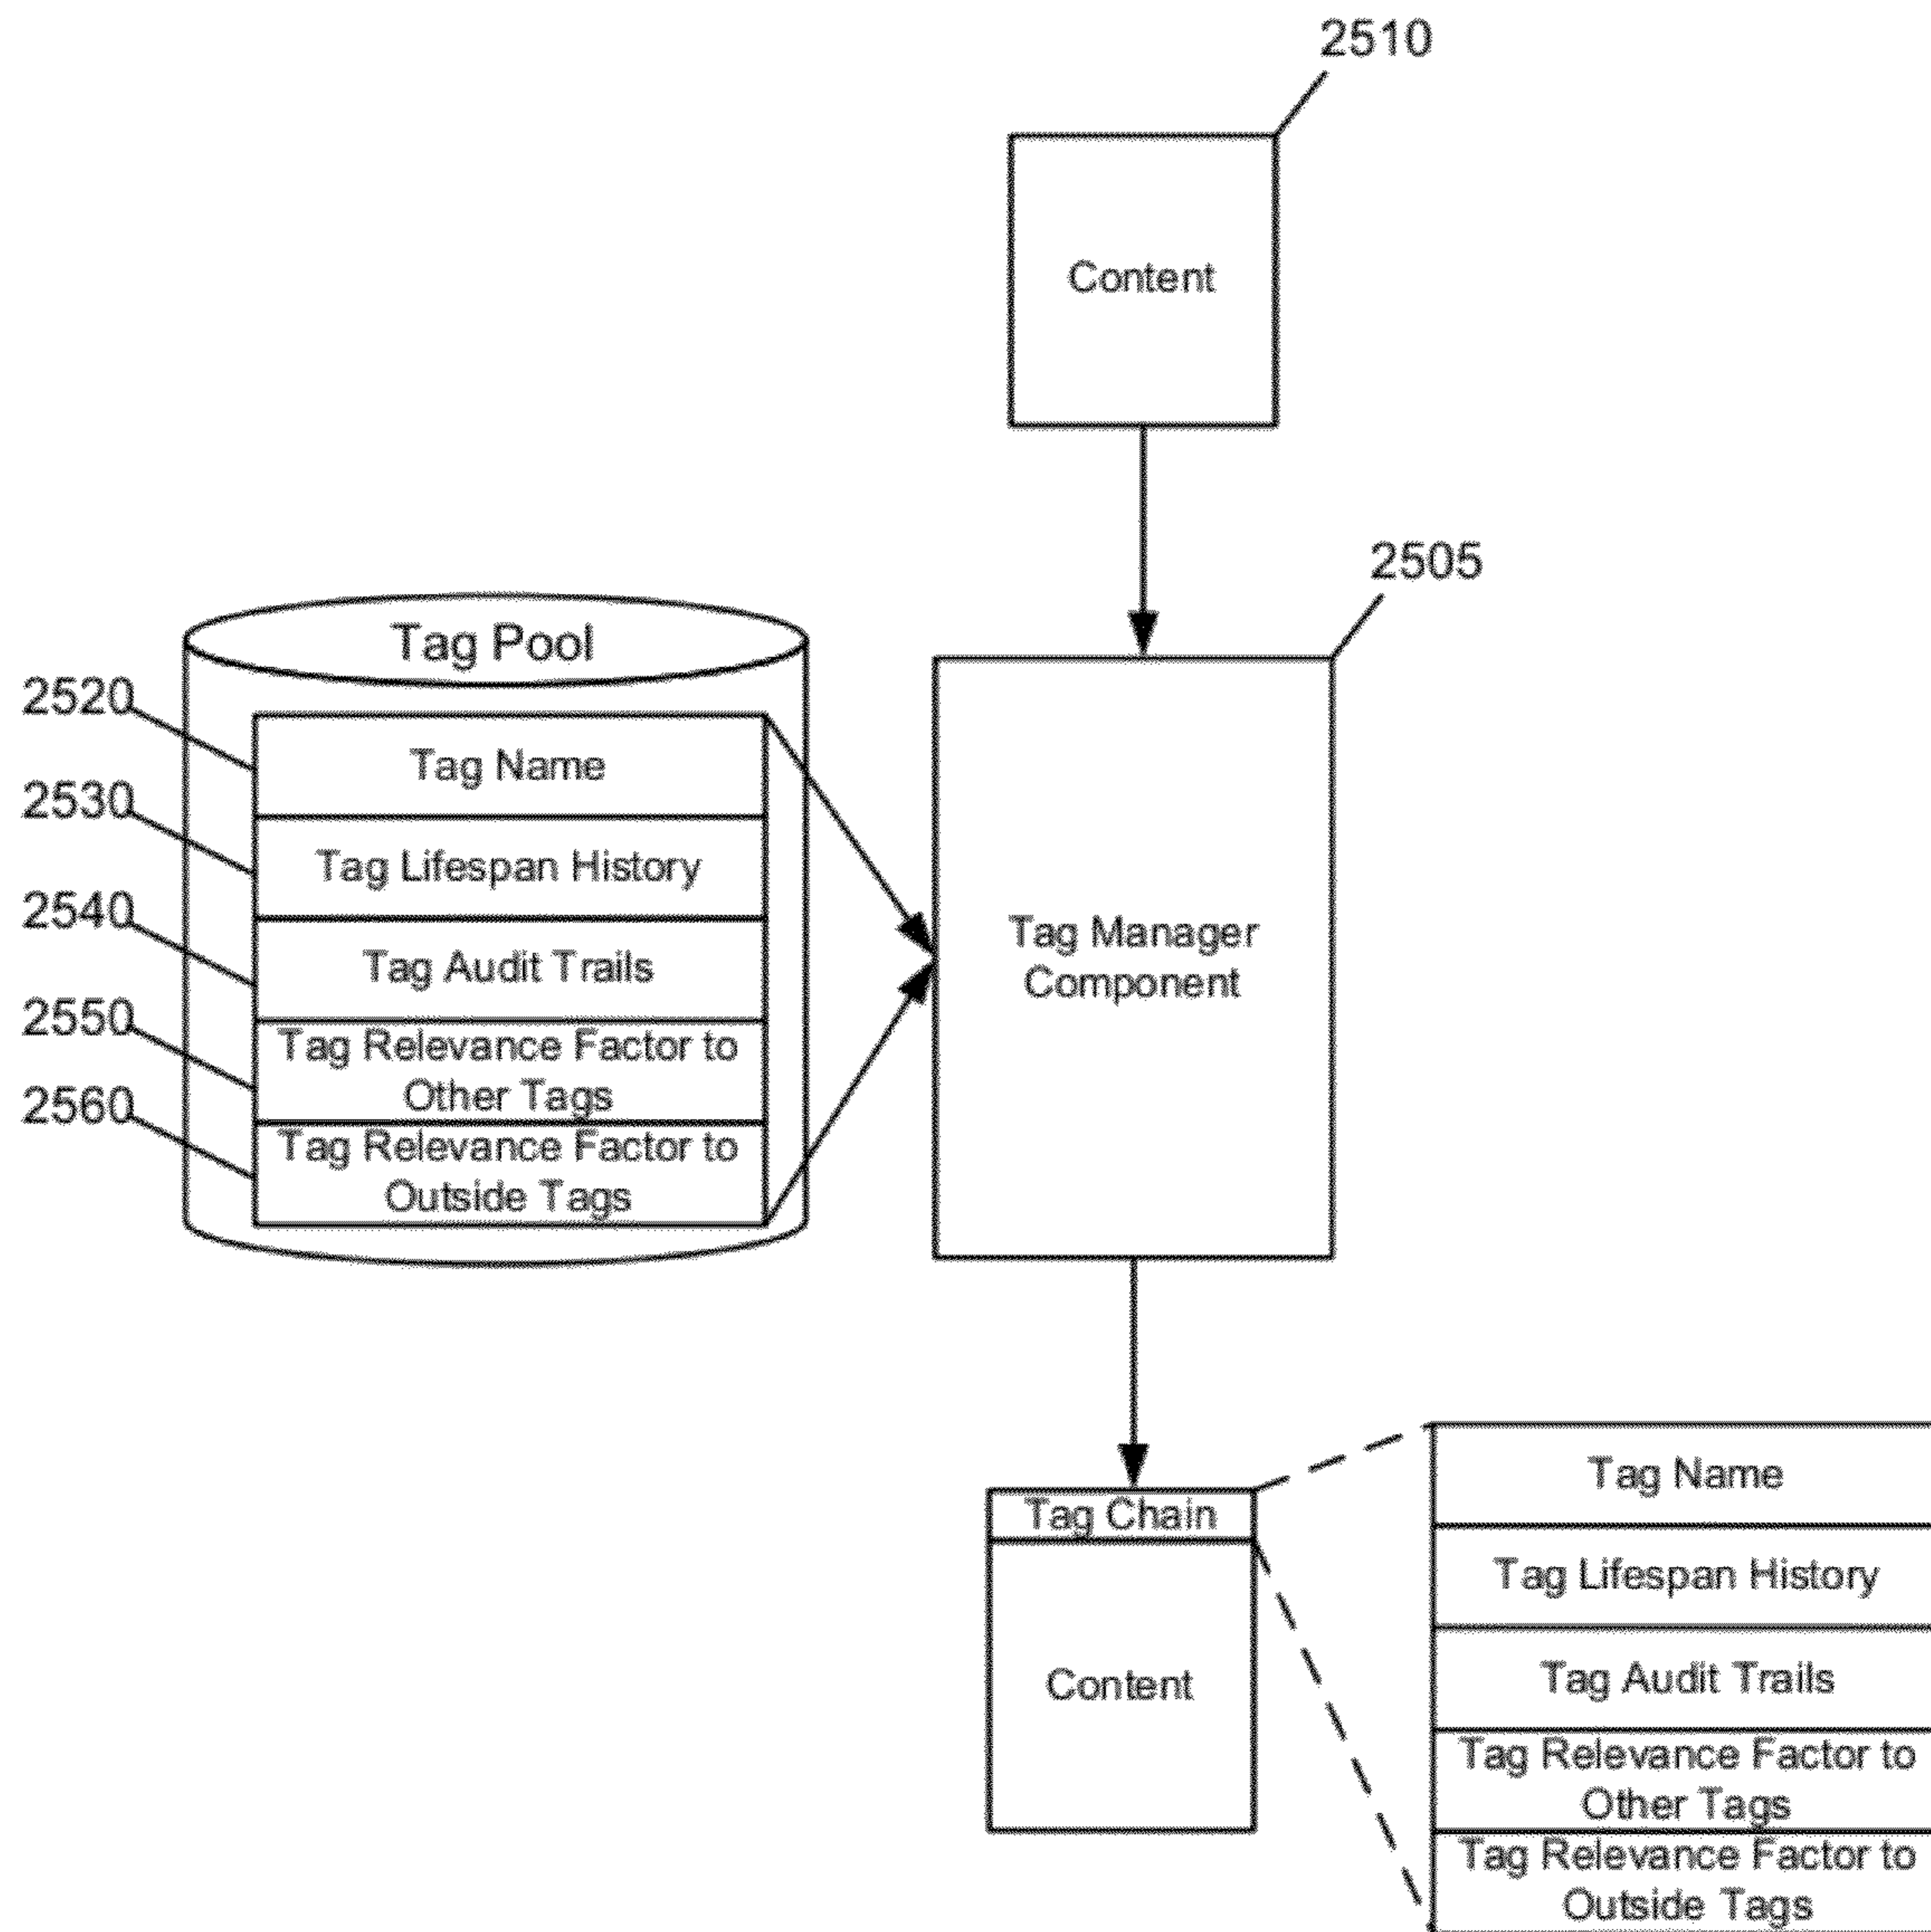 2510
Content
2505
Tag Pool
2520
Tag Name
2530
Tag Lifespan History
2540
Tag Audit Trails
2550
Tag Relevance Factor to
Other Tags
2560
Tag Relevance Factor to
Outside Tags
Tag Manager
Component
Tag Chain
Content
Tag Name
Tag Lifespan History
Tag Audit Trails
Tag Relevance Factor to
Other Tags
Tag Relevance Factor to
Outside Tags